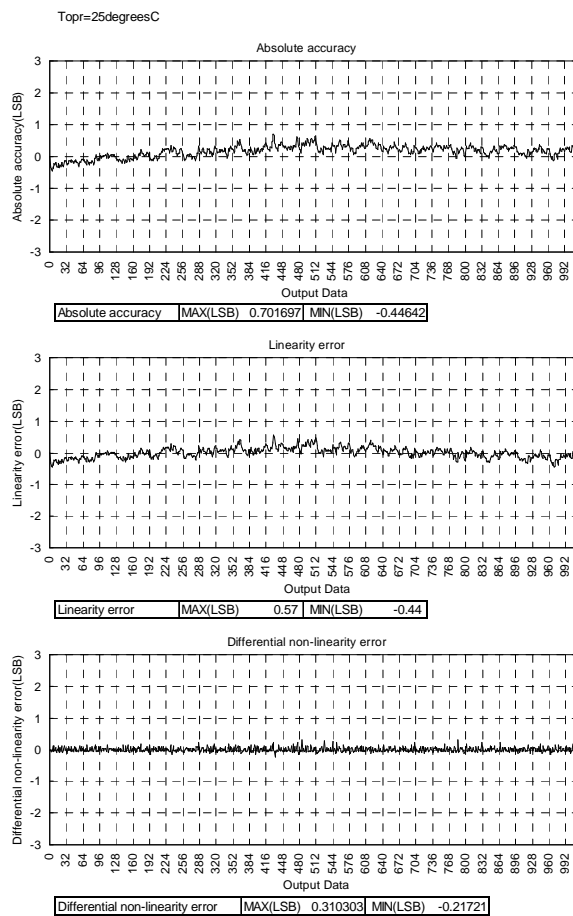 Topr=25degreesC
Absolute accuracy
Absolute accuracy(LSB)
3
2
1
0
-1
-2
-3
0 32 64 96 128 160 192 224 256 288 320 352 384 416 448 480 512 544 576 608 640 672 704 736 768 800 832 864 896 928 960 992
Output Data
Absolute accuracy MAX(LSB) 0.701697 MIN(LSB) -0.44642
Linearity error
Linearity error(LSB)
3
2
1
0
-1
-2
-3
0 32 64 96 128 160 192 224 256 288 320 352 384 416 448 480 512 544 576 608 640 672 704 736 768 800 832 864 896 928 960 992
Output Data
Linearity error MAX(LSB) 0.57 MIN(LSB) -0.44
Differential non-linearity error
Differential non-linearity error(LSB)
3
2
1
0
-1
-2
-3
0 32 64 96 128 160 192 224 256 288 320 352 384 416 448 480 512 544 576 608 640 672 704 736 768 800 832 864 896 928 960 992
Output Data
Differential non-linearity error MAX(LSB) 0.310303 MIN(LSB) -0.21721